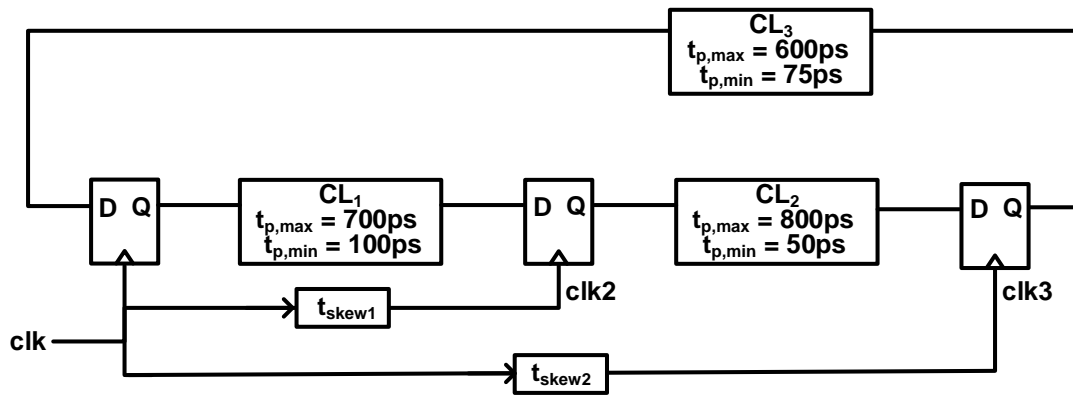 CL3
tp,max = 600ps
tp,min = 75ps
D Q
CL1
tp,max = 700ps
tp,min = 100ps
D Q
CL2
tp,max = 800ps
tp,min = 50ps
D Q
clk2
clk3
tskew1
clk
tskew2